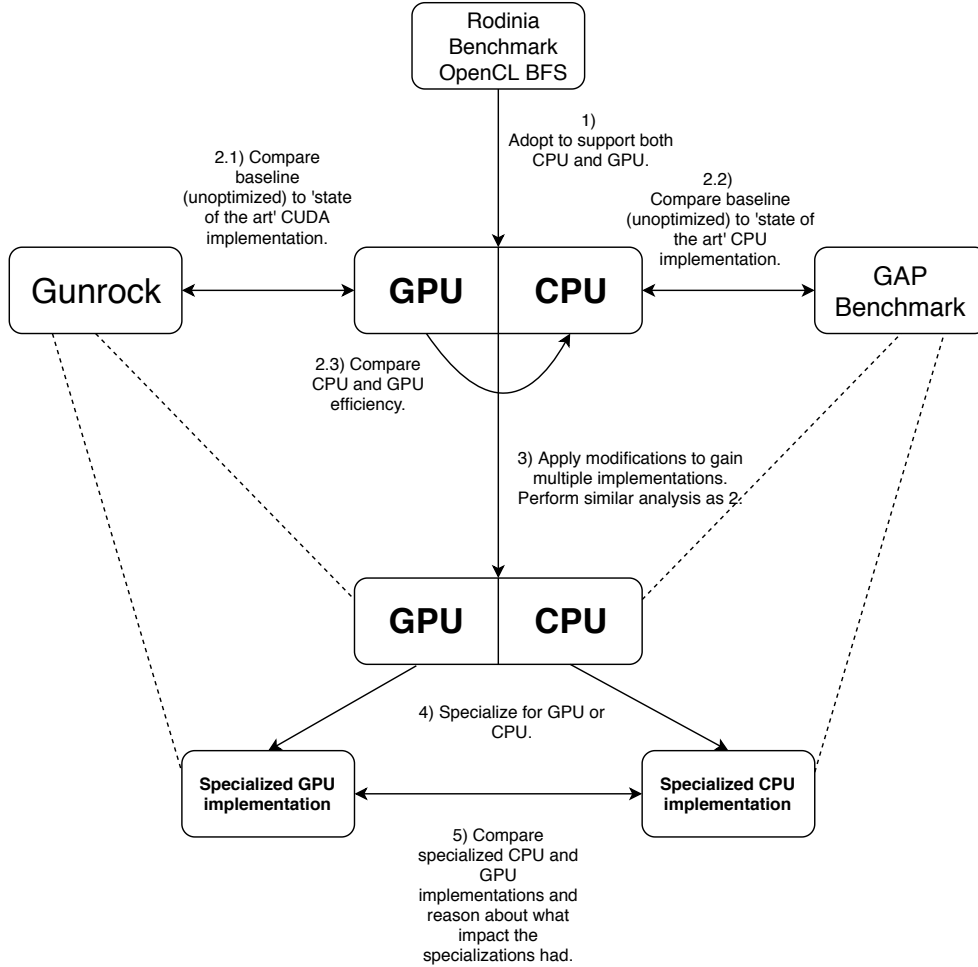 Rodinia
Benchmark
OpenCL BFS
1)
Adopt to support both
CPU and GPU.
2.1) Compare
baseline
(unoptimized) to 'state
of the art' CUDA
implementation.
2.2)
Compare baseline
(unoptimized) to 'state of
the art' CPU
implementation.
Gunrock
GPU
CPU
GAP
Benchmark
2.3) Compare
CPU and GPU
efficiency.
3) Apply modifications to gain
multiple implementations.
Perform similar analysis as 2.
GPU
CPU
4) Specialize for GPU or
CPU.
Specialized GPU
implementation
Specialized CPU
implementation
5) Compare
specialized CPU and
GPU
implementations and
reason about what
impact the
specializations had.